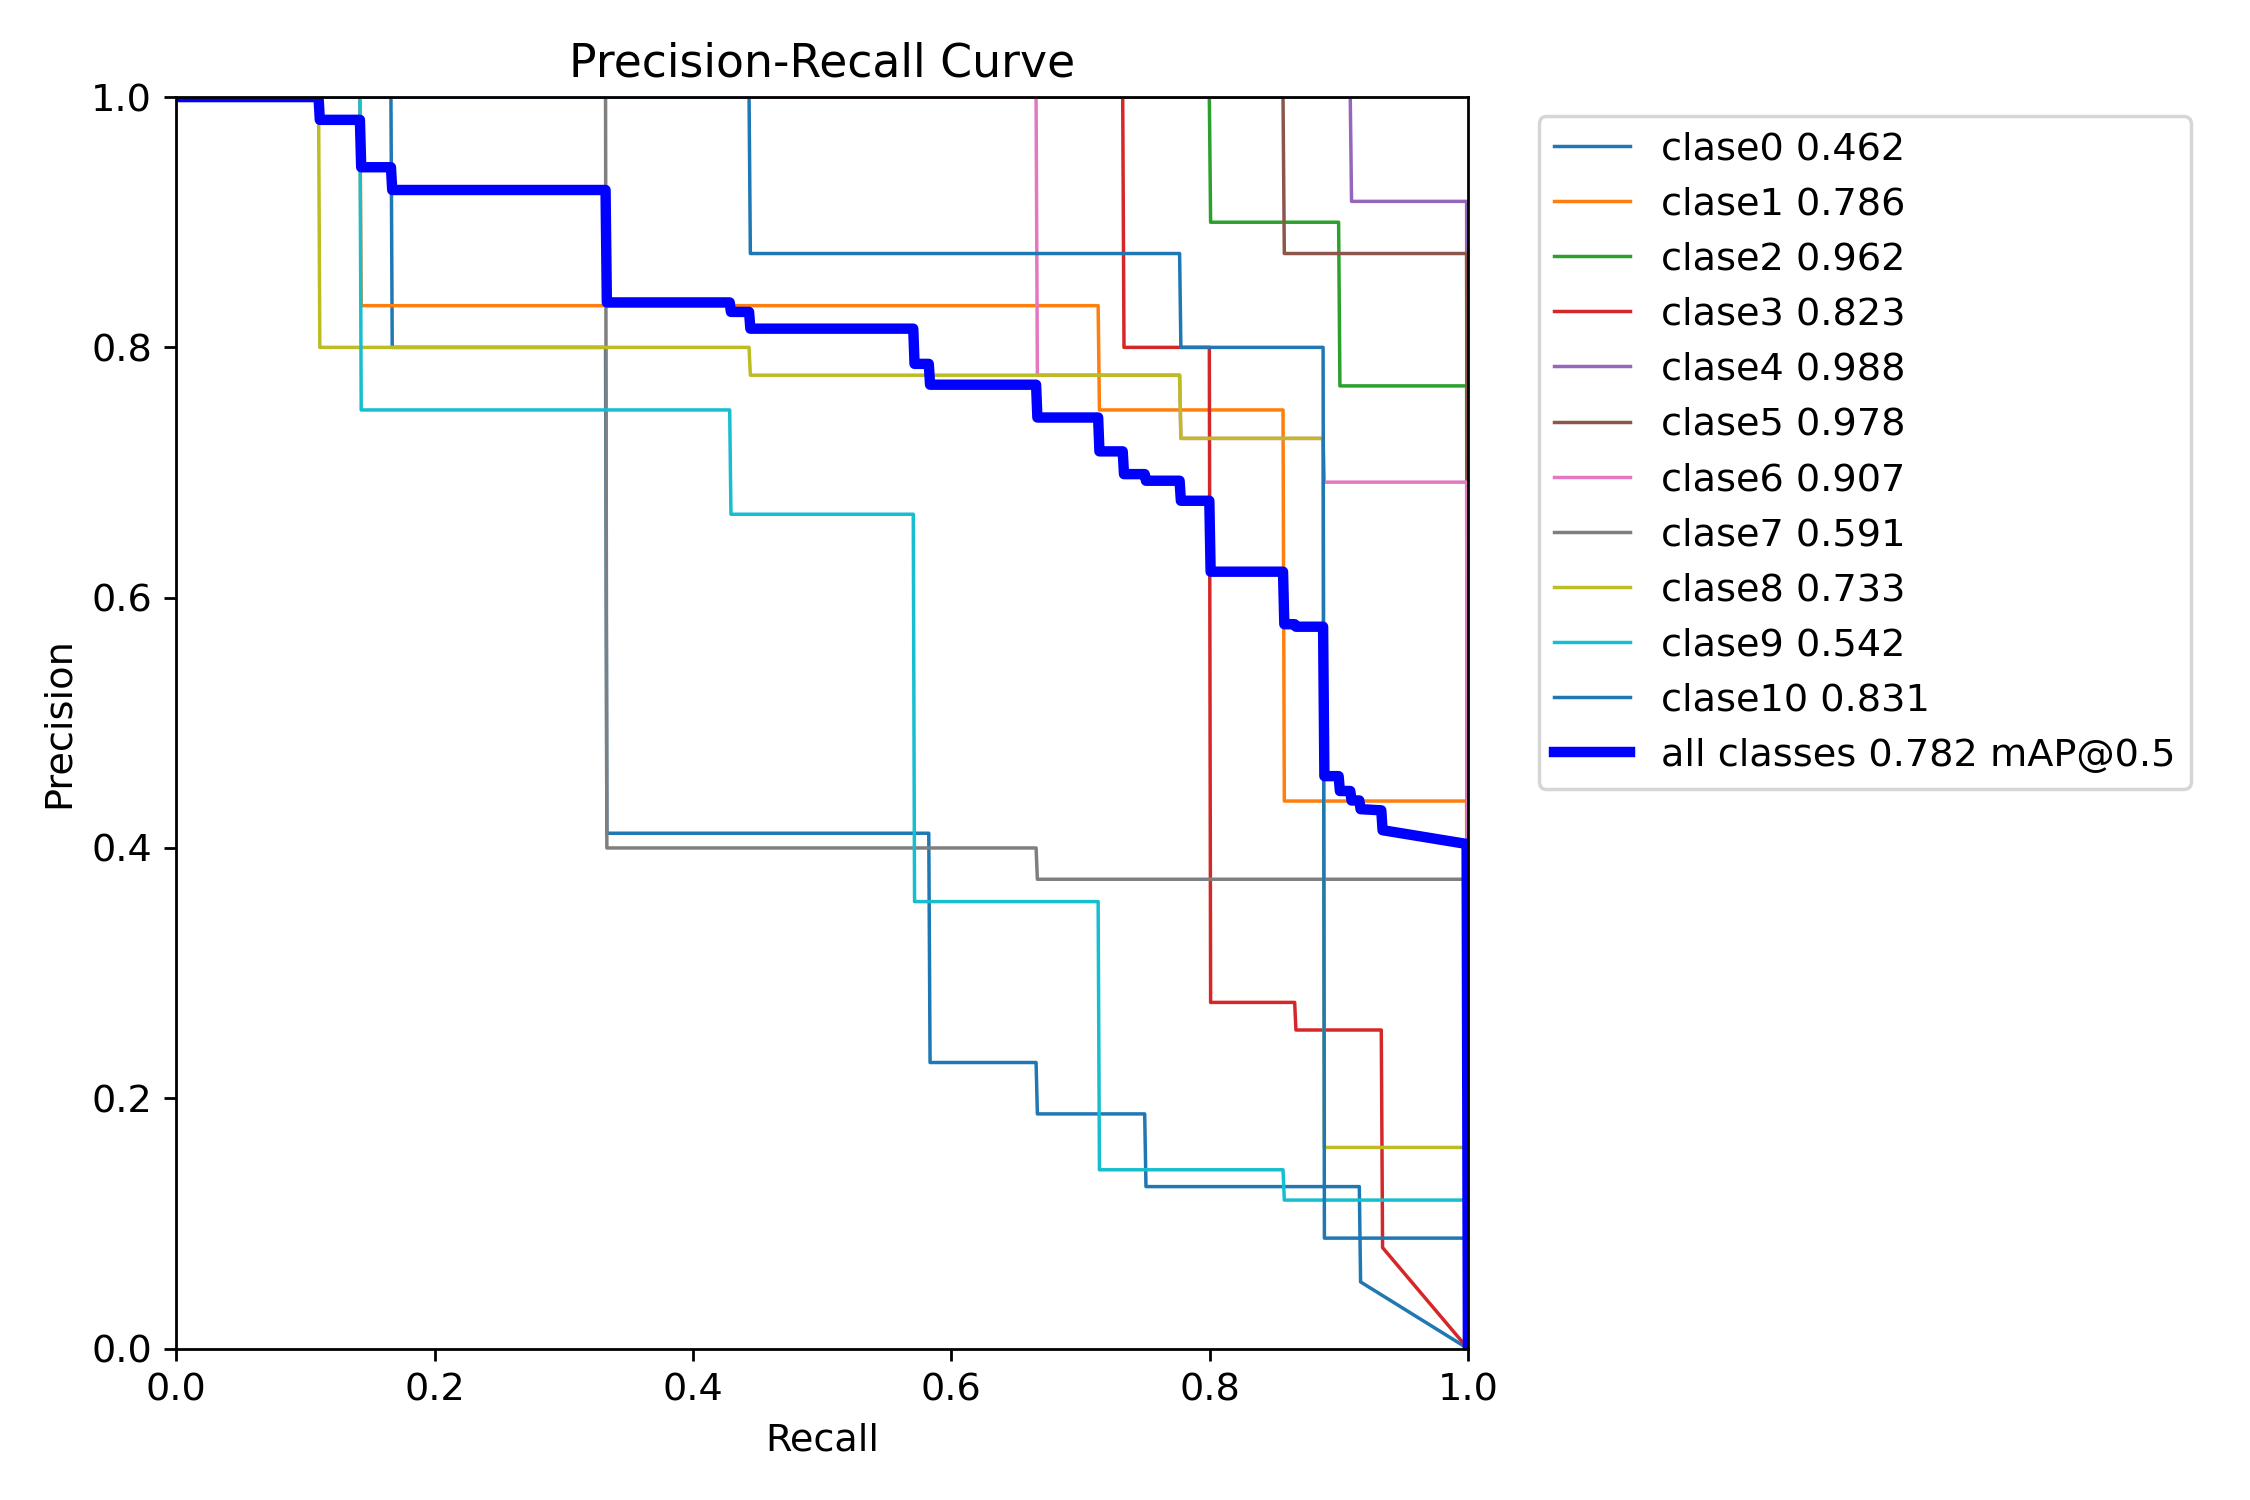 Precision-Recall Curve
1.0
0.8
0.6
0.4
0.2
0.0
Precision
0.0 0.2 0.4 0.6 0.8 1.0
Recall
clase0 0.462
clase1 0.786
clase2 0.962
clase3 0.823
clase4 0.988
clase5 0.978
clase6 0.907
clase7 0.591
clase8 0.733
clase9 0.542
clase10 0.831
all classes 0.782 mAP@0.5